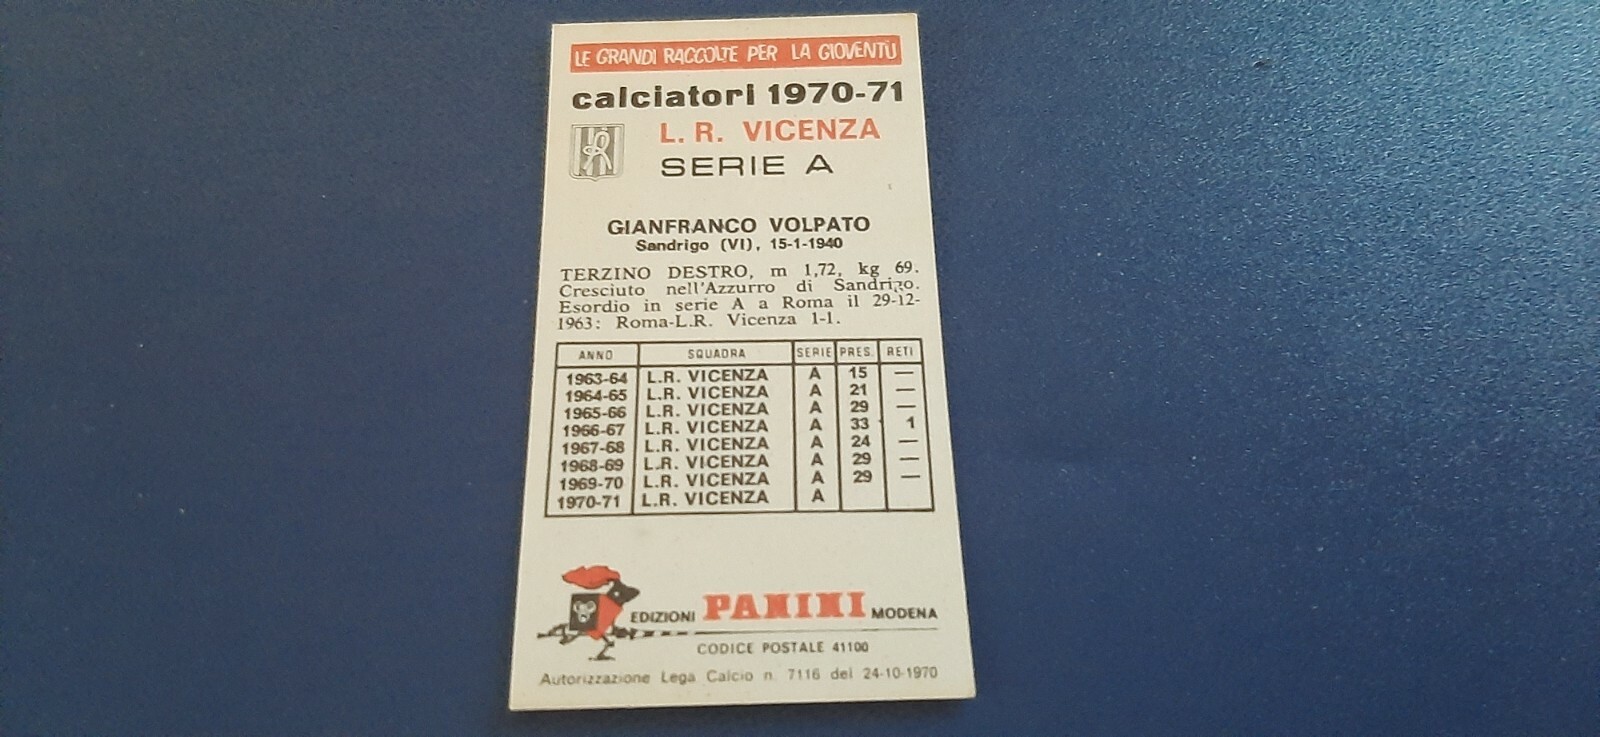 LE GRANDI RACCOLTE PER LA GIOVENTÙ
calciatori 1970-71
L. R. VICENZA
SERIE A
GIANFRANCO VOLPATO
Sandrigo (VI), 15-1-1940
TERZINO DESTRO, m 1,72, kg 69.
Cresciuto nell'Azzurro di Sandrigo.
Esordio in serie A a Roma il 29-12-
1963: Roma-L.R. Vicenza 1-1.
ANNO SQUADRA SERIE PRES. RETI
1963-64 L.R. VICENZA A 15 —
1964-65 L.R. VICENZA A 21 —
1965-66 L.R. VICENZA A 29 —
1966-67 L.R. VICENZA A 33 1
1967-68 L.R. VICENZA A 24 —
1968-69 L.R. VICENZA A 29 —
1969-70 L.R. VICENZA A 29 —
1970-71 L.R. VICENZA A
EDIZIONI PANINI MODENA
CODICE POSTALE 41100
Autorizzazione Lega Calcio n. 7116 del 24-10-1970